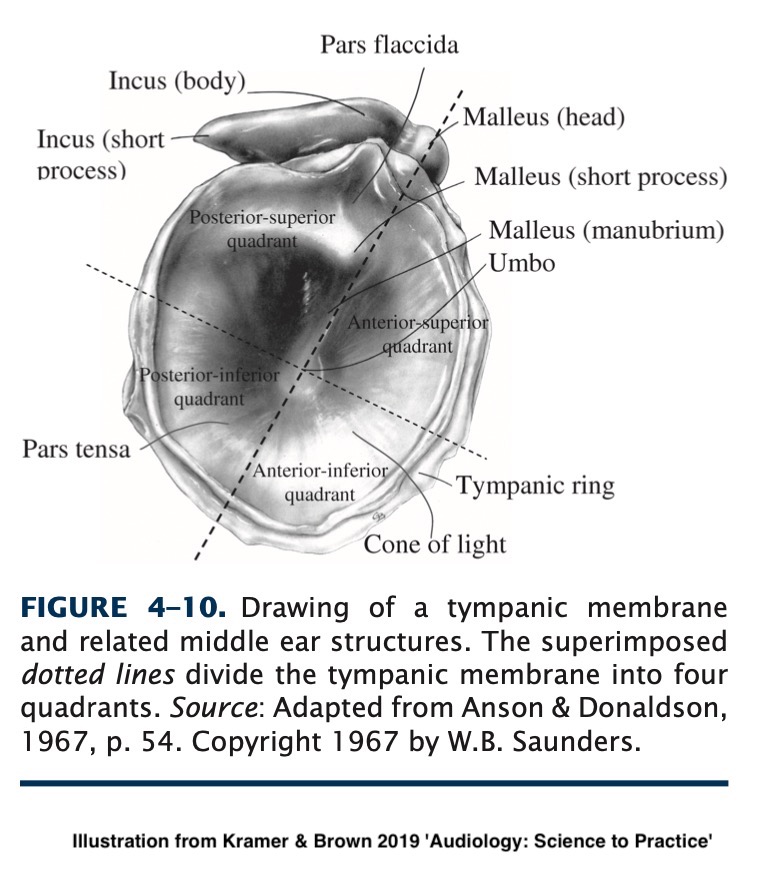 Pars flaccida
Incus (body)
Malleus (head)
Incus (short
process)
Malleus (short process)
Posterior-superior
quadrant
Malleus (manubrium)
Umbo
Anterior-superior
quadrant
Posterior-inferior
quadrant
Pars tensa
Anterior-inferior
quadrant
Tympanic ring
Cone of light
FIGURE 4–10. Drawing of a tympanic membrane
and related middle ear structures. The superimposed
dotted lines divide the tympanic membrane into four
quadrants. Source: Adapted from Anson & Donaldson,
1967, p. 54. Copyright 1967 by W.B. Saunders.
Illustration from Kramer & Brown 2019 'Audiology: Science to Practice'